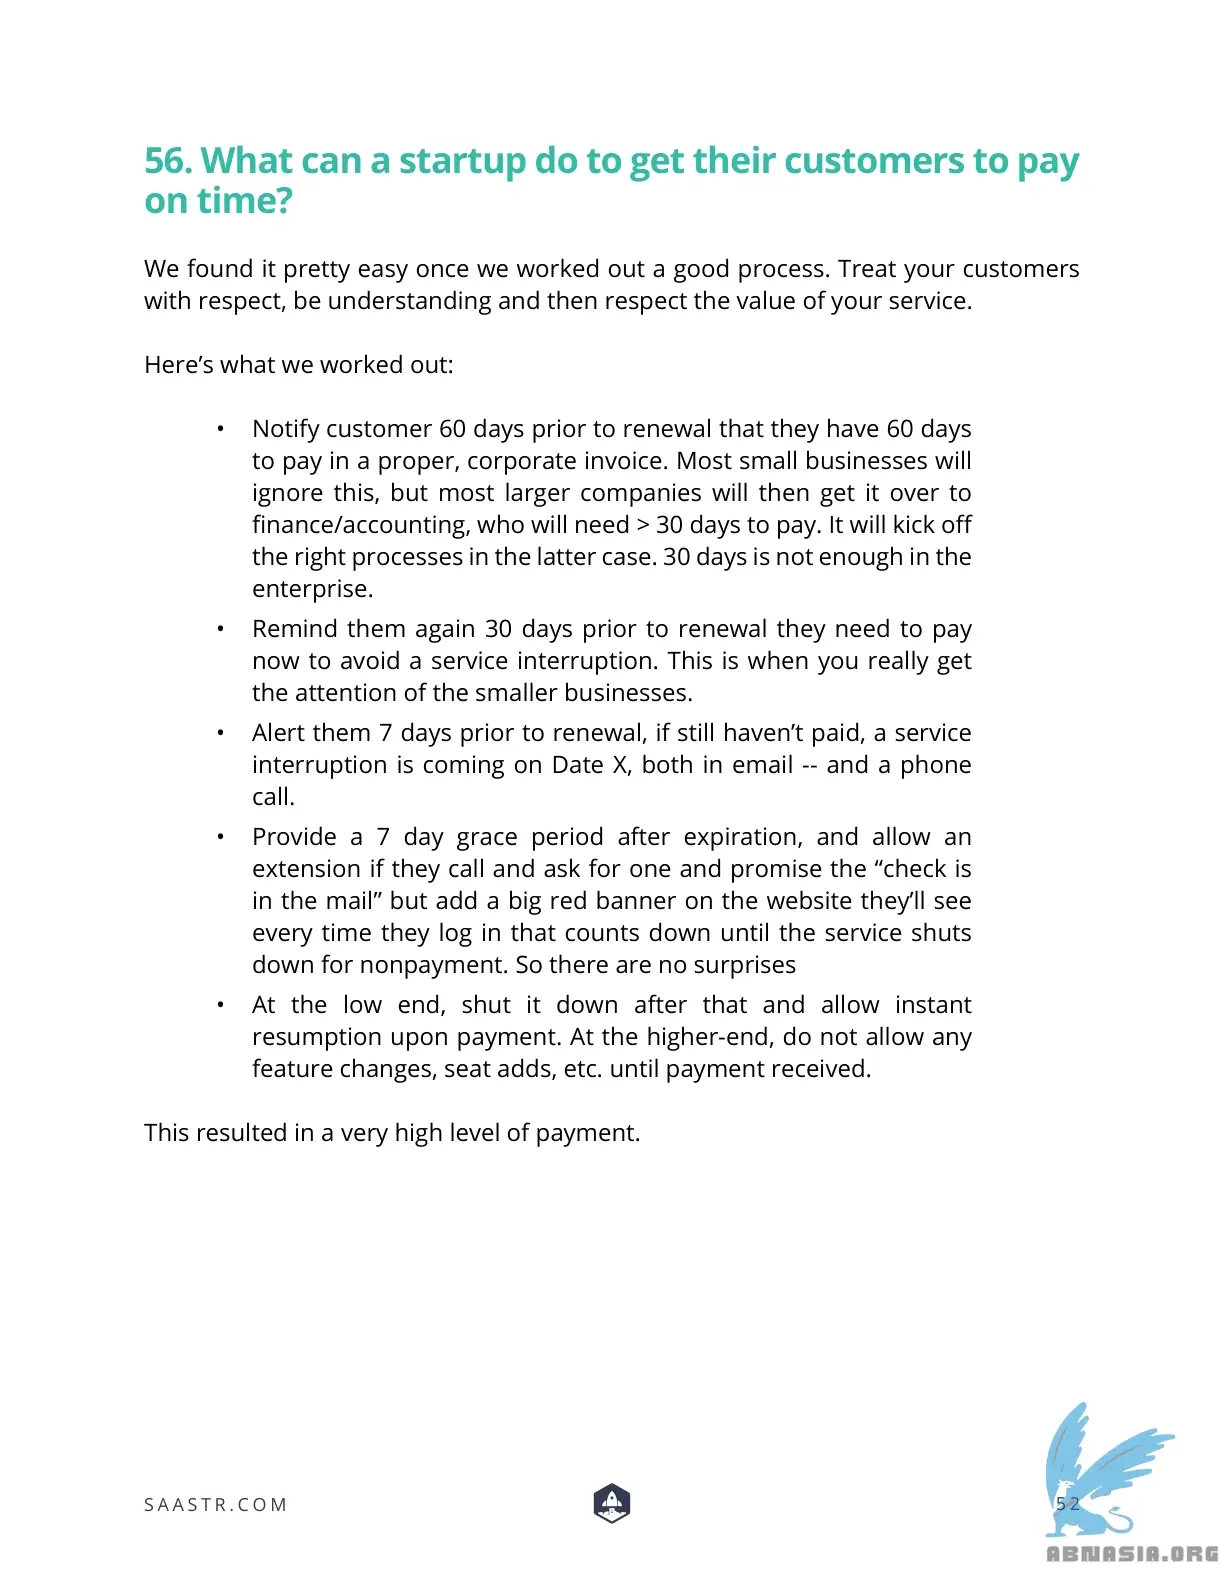 56. What can a startup do to get their customers to pay
on time?
We found it pretty easy once we worked out a good process. Treat your customers
with respect, be understanding and then respect the value of your service.
Here’s what we worked out:
• Notify customer 60 days prior to renewal that they have 60 days
to pay in a proper, corporate invoice. Most small businesses will
ignore this, but most larger companies will then get it over to
finance/accounting, who will need > 30 days to pay. It will kick off
the right processes in the latter case. 30 days is not enough in the
enterprise.
• Remind them again 30 days prior to renewal they need to pay
now to avoid a service interruption. This is when you really get
the attention of the smaller businesses.
• Alert them 7 days prior to renewal, if still haven’t paid, a service
interruption is coming on Date X, both in email -- and a phone
call.
• Provide a 7 day grace period after expiration, and allow an
extension if they call and ask for one and promise the “check is
in the mail” but add a big red banner on the website they’ll see
every time they log in that counts down until the service shuts
down for nonpayment. So there are no surprises
• At the low end, shut it down after that and allow instant
resumption upon payment. At the higher-end, do not allow any
feature changes, seat adds, etc. until payment received.
This resulted in a very high level of payment.
SAASTR.COM
52
ABNASIA.ORG